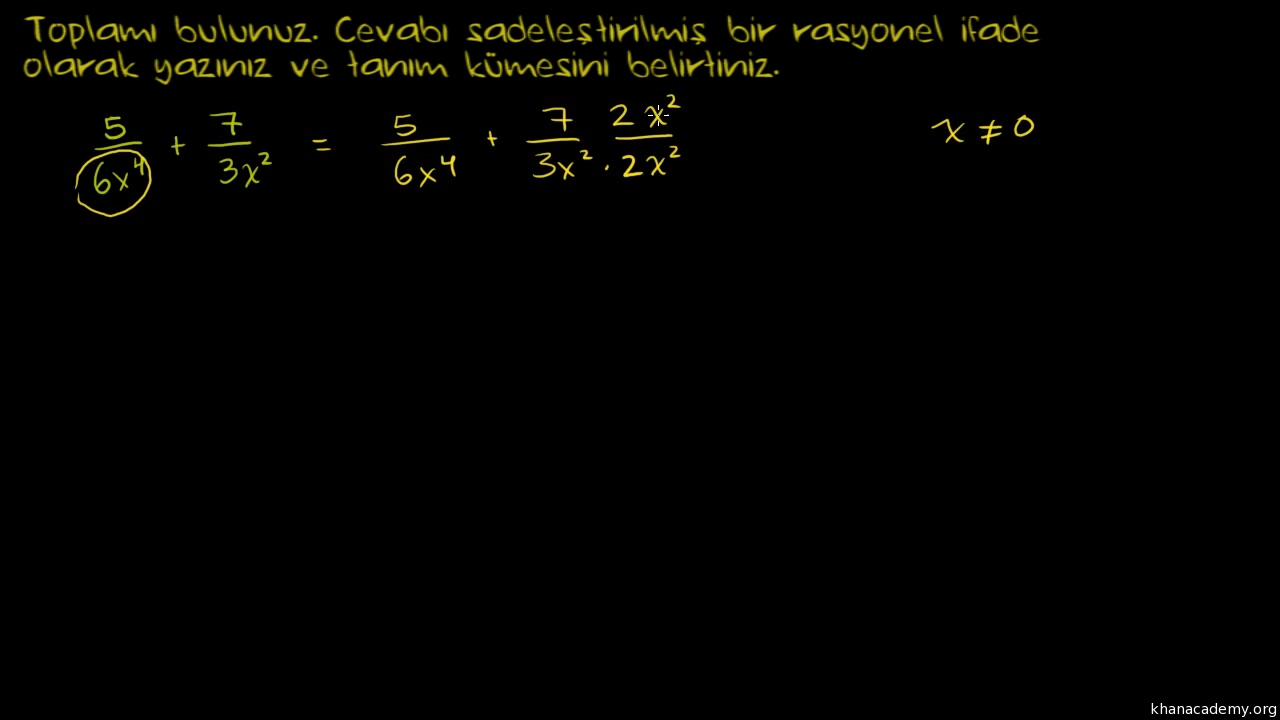 Toplamı bulunuz. Cevabı sadeleştirilmiş bir rasyonel ifade
olarak yazınız ve tanım kümesini belirtiniz.
5/6x⁴ + 7/3x² = 5/6x⁴ + 7/3x² · 2x²/2x² x ≠ 0
khanacademy.org